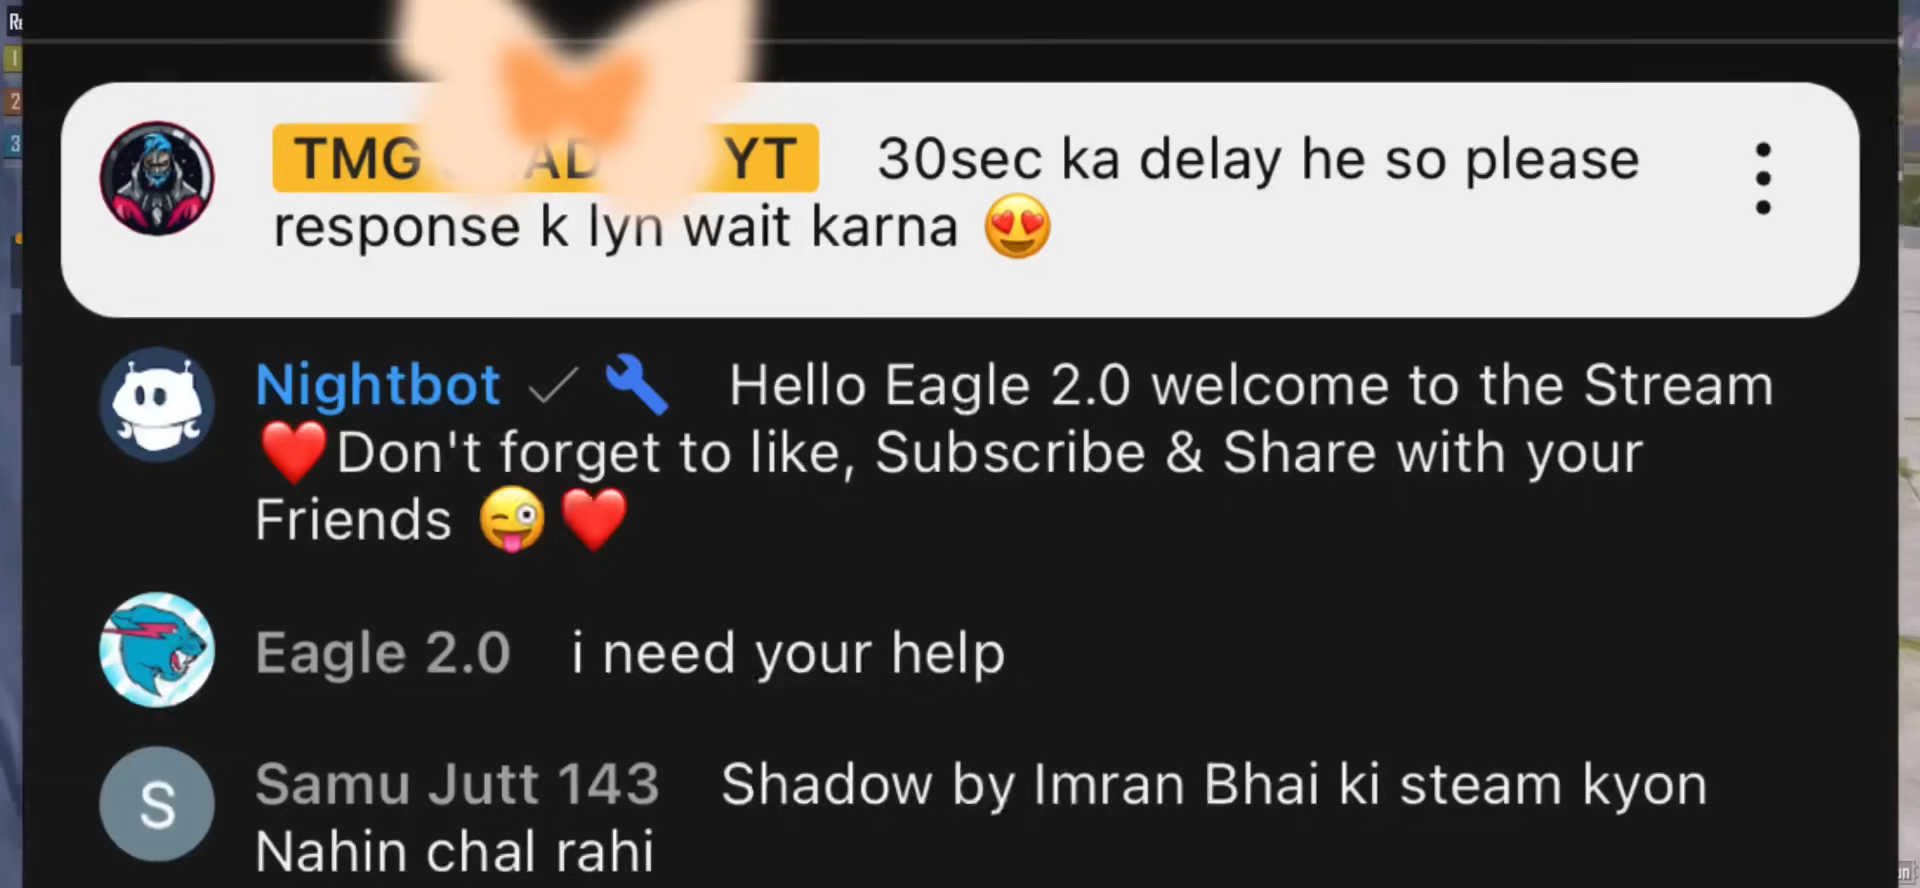 TMG YT 30sec ka delay he so please
response k lyn wait karna 😍
Nightbot Hello Eagle 2.0 welcome to the Stream
❤️Don't forget to like, Subscribe & Share with your
Friends 😜❤️
Eagle 2.0 i need your help
S Samu Jutt 143 Shadow by Imran Bhai ki steam kyon
Nahin chal rahi